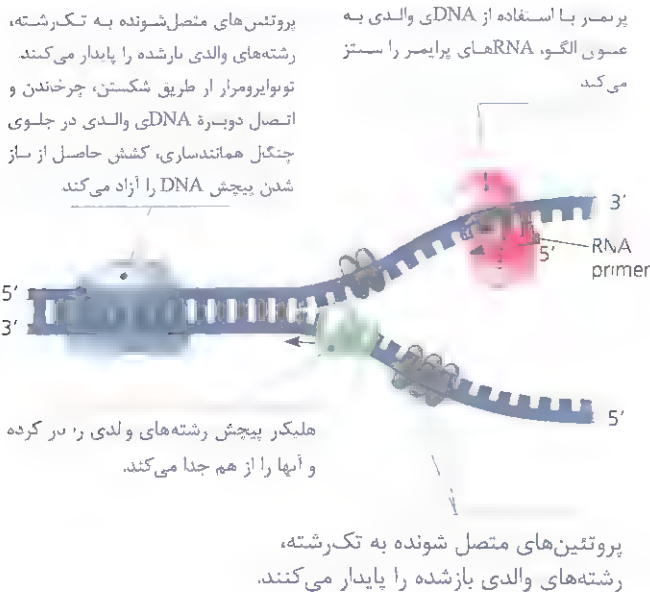 پریمر با استفاده از DNAی والدی به
عنوان الگو، RNAهای پرایمر را سنتز
می‌کند
پروتئین‌های متصل‌شونده به تک‌رشته،
رشته‌های والدی بازشده را پایدار می‌کنند
توپوایزومراز از طریق شکستن، چرخاندن و
اتصال دوبارهٔ DNAی والدی در جلوی
چنگال همانندسازی، کشش حاصل از باز
شدن پیچش DNA را آزاد می‌کند
3′
RNA
primer
5′
5′
3′
5′
هلیکاز پیچش رشته‌های والدی را باز کرده
و آنها را از هم جدا می‌کند.
پروتئین‌های متصل شونده به تک‌رشته،
رشته‌های والدی بازشده را پایدار می‌کنند.